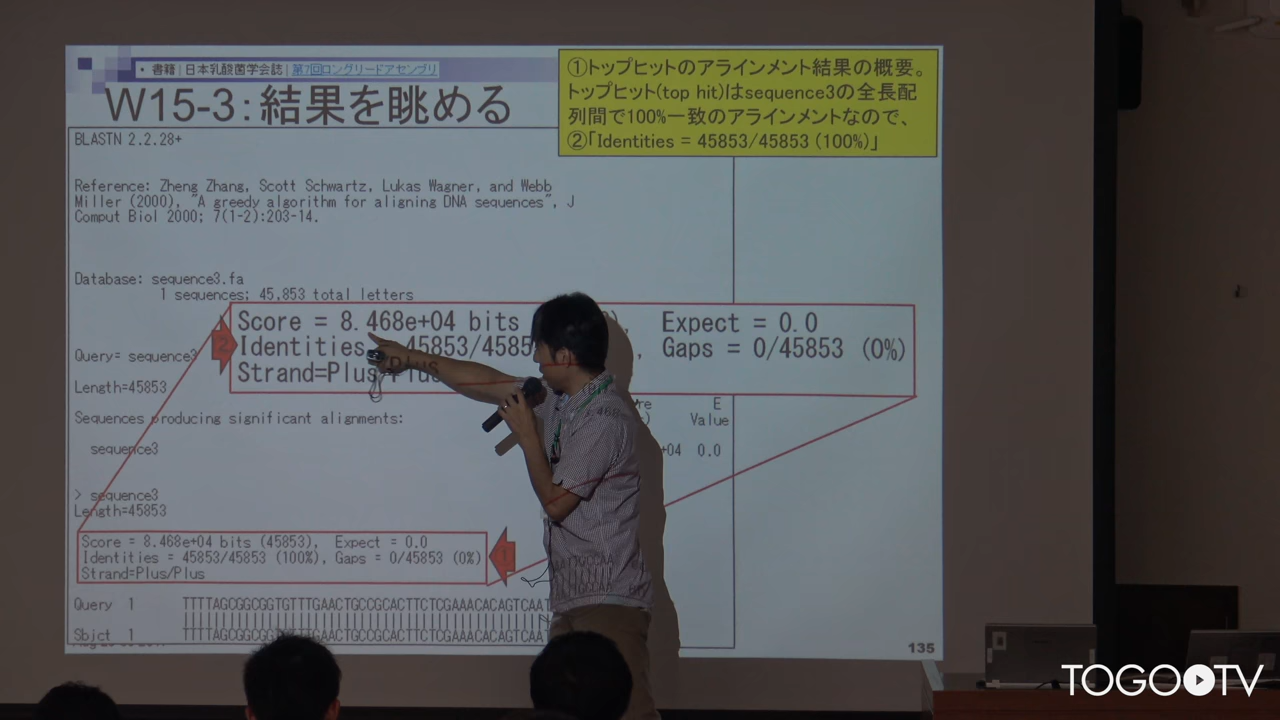 ・書籍 | 日本乳酸菌学会誌 | 第7回ロングリードアセンブリ
W15-3：結果を眺める
①トップヒットのアラインメント結果の概要。
トップヒット(top hit)はsequence3の全長配
列間で100%一致のアラインメントなので、
②「Identities = 45853/45853 (100%)」
BLASTN 2.2.28+
Reference: Zheng Zhang, Scott Schwartz, Lukas Wagner, and Webb
Miller (2000), "A greedy algorithm for aligning DNA sequences", J
Comput Biol 2000; 7(1-2):203-14.
Database: sequence3.fa
1 sequences; 45,853 total letters
Score = 8.468e+04 bits ), Expect = 0.0
2 Identities 45853/4585 , Gaps = 0/45853 (0%)
Strand=Plus/Plus
Query= sequence3
Length=45853
re E
Sequences producing significant alignments: ) Value
sequence3 +04 0.0
> sequence3
Length=45853
Score = 8.468e+04 bits (45853), Expect = 0.0
Identities = 45853/45853 (100%), Gaps = 0/45853 (0%) 1
Strand=Plus/Plus
Query 1 TTTTAGCGGCGGTGTTTGAACTGCCGCACTTCTCGAAACACAGTCAAT
Sbjct 1 TTTTAGCGGCGGTGTTTGAACTGCCGCACTTCTCGAAACACAGTCAAT
135
TOGO TV